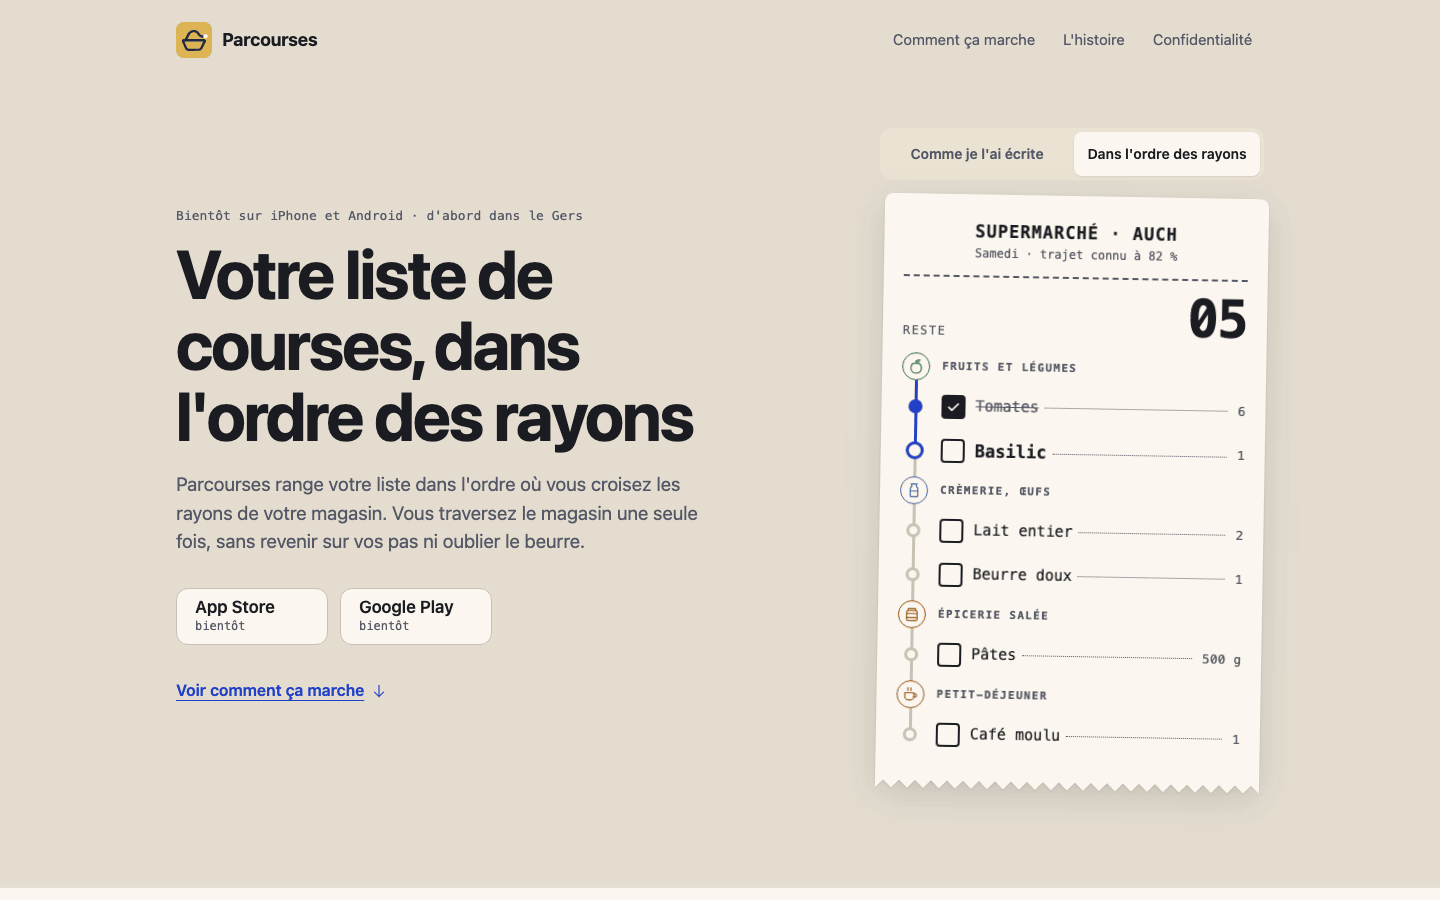 Parcourses
Comment ça marche
L'histoire
Confidentialité
Bientôt sur iPhone et Android · d'abord dans le Gers
Votre liste de
courses, dans
l'ordre des rayons
Parcourses range votre liste dans l'ordre où vous croisez les
rayons de votre magasin. Vous traversez le magasin une seule
fois, sans revenir sur vos pas ni oublier le beurre.
App Store
bientôt
Google Play
bientôt
Voir comment ça marche ↓
Comme je l'ai écrite
Dans l'ordre des rayons
SUPERMARCHÉ · AUCH
Samedi · trajet connu à 82 %
RESTE 05
FRUITS ET LÉGUMES
Tomates 6
Basilic 1
CRÈMERIE, ŒUFS
Lait entier 2
Beurre doux 1
ÉPICERIE SALÉE
Pâtes 500 g
PETIT-DÉJEUNER
Café moulu 1